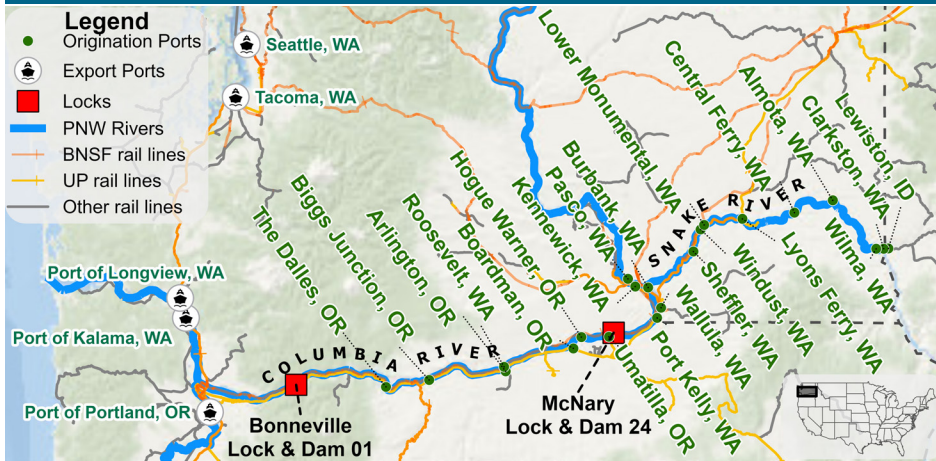 Legend
Origination Ports
Export Ports
Locks
PNW Rivers
BNSF rail lines
UP rail lines
Other rail lines
Seattle, WA
Tacoma, WA
Port of Longview, WA
Port of Kalama, WA
Port of Portland, OR
The Dalles, OR
Biggs Junction, OR
Arlington, OR
Roosevelt, WA
Boardman, OR
Hogue Warner, OR
Kennewick, WA
Pasco, WA
Burbank, WA
Lower Monumental, WA
Central Ferry, WA
Almota, WA
Clarkston, WA
Lewiston, ID
COLUMBIA RIVER
SNAKE RIVER
Wilma, WA
Lyons Ferry, WA
Windust, WA
Sheffler, WA
Wallula, WA
Port Kelly, WA
Umatilla, OR
Bonneville
Lock & Dam 01
McNary
Lock & Dam 24